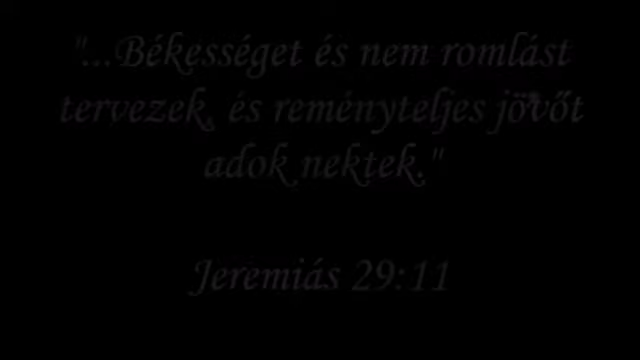 "...Békességet és nem romlást
tervezek, és reményteljes jövőt
adok nektek."
Jeremiás 29:11